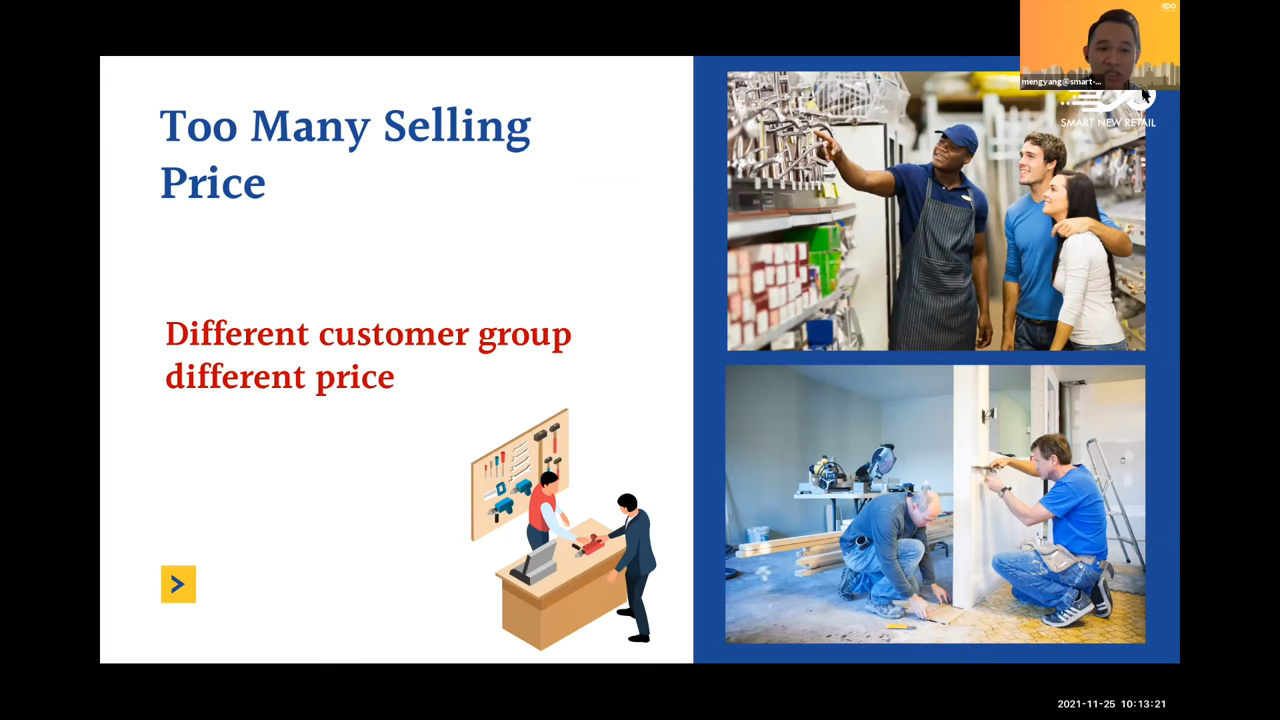 Too Many Selling
Price
Different customer group
different price
mengyang@smart-...
SMART NEW RETAIL
2021-11-25 10:13:21